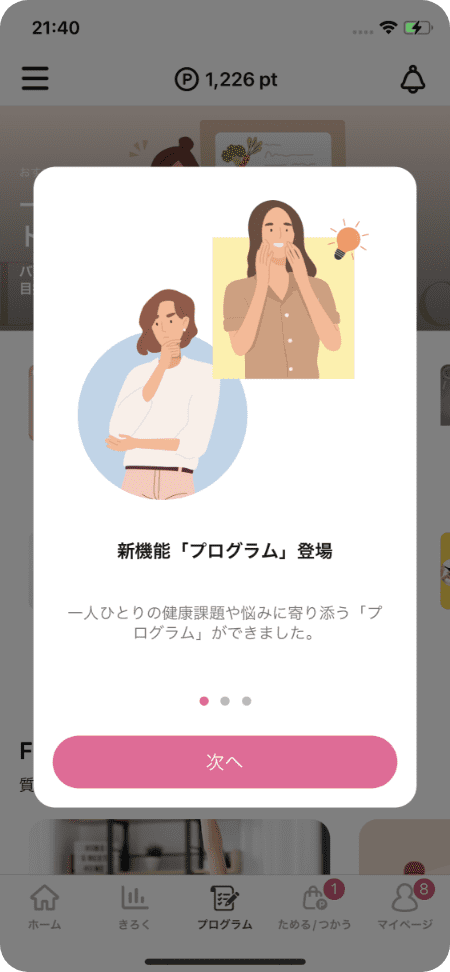 21:40
P 1,226 pt
新機能「プログラム」登場
一人ひとりの健康課題や悩みに寄り添う「プ
ログラム」ができました。
次へ
F
質
ホーム
きろく
プログラム
1
ためる/つかう
8
マイページ